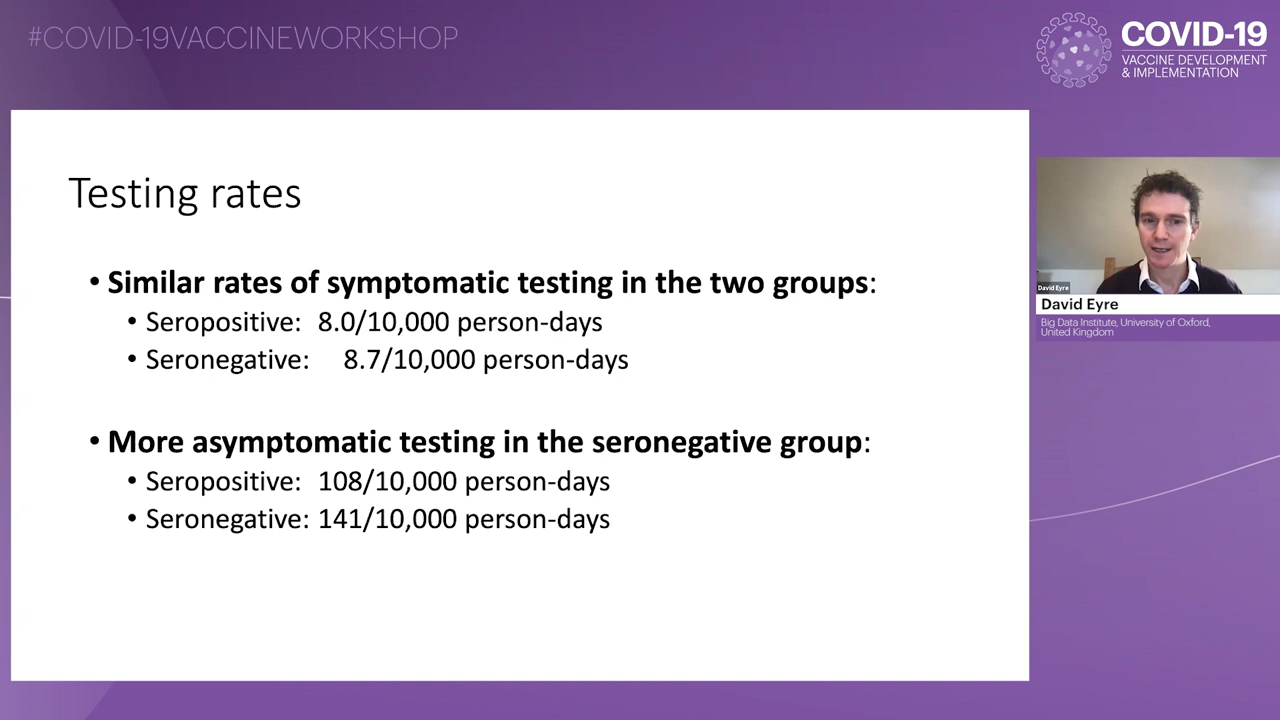 #COVID-19VACCINEWORKSHOP
COVID-19
VACCINE DEVELOPMENT
& IMPLEMENTATION
Testing rates
• Similar rates of symptomatic testing in the two groups:
• Seropositive: 8.0/10,000 person-days
• Seronegative: 8.7/10,000 person-days
• More asymptomatic testing in the seronegative group:
• Seropositive: 108/10,000 person-days
• Seronegative: 141/10,000 person-days
David Eyre
David Eyre
Big Data Institute, University of Oxford,
United Kingdom